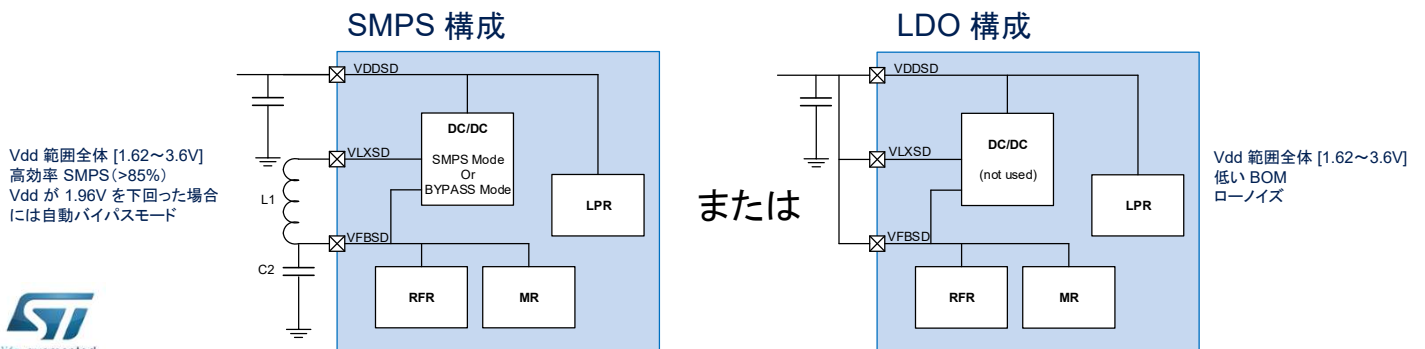 SMPS 構成
LDO 構成
Vdd 範囲全体 [1.62～3.6V]
高効率 SMPS（>85%）
Vdd が 1.96V を下回った場合
には自動バイパスモード
VDDSD
VLXSD
VFBSD
L1
C2
DC/DC
SMPS Mode
Or
BYPASS Mode
LPR
RFR
MR
または
VDDSD
VLXSD
VFBSD
DC/DC
(not used)
LPR
RFR
MR
Vdd 範囲全体 [1.62～3.6V]
低い BOM
ローノイズ
ST